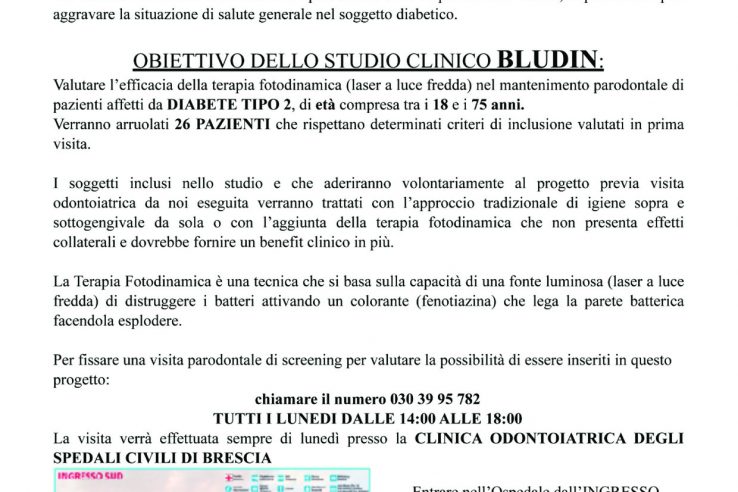 aggravare la situazione di salute generale nel soggetto diabetico.
OBIETTIVO DELLO STUDIO CLINICO BLUDIN:
Valutare l’efficacia della terapia fotodinamica (laser a luce fredda) nel mantenimento parodontale di
pazienti affetti da DIABETE TIPO 2, di età compresa tra i 18 e i 75 anni.
Verranno arruolati 26 PAZIENTI che rispettano determinati criteri di inclusione valutati in prima
visita.
I soggetti inclusi nello studio e che aderiranno volontariamente al progetto previa visita
odontoiatrica da noi eseguita verranno trattati con l’approccio tradizionale di igiene sopra e
sottogengivale da sola o con l’aggiunta della terapia fotodinamica che non presenta effetti
collaterali e dovrebbe fornire un benefit clinico in più.
La Terapia Fotodinamica è una tecnica che si basa sulla capacità di una fonte luminosa (laser a luce
fredda) di distruggere i batteri attivando un colorante (fenotiazina) che lega la parete batterica
facendola esplodere.
Per fissare una visita parodontale di screening per valutare la possibilità di essere inseriti in questo
progetto:
chiamare il numero 030 39 95 782
TUTTI I LUNEDI DALLE 14:00 ALLE 18:00
La visita verrà effettuata sempre di lunedì presso la CLINICA ODONTOIATRICA DEGLI
SPEDALI CIVILI DI BRESCIA
INGRESSO SUD
Entrare nell’Ospedale dall’INGRESSO